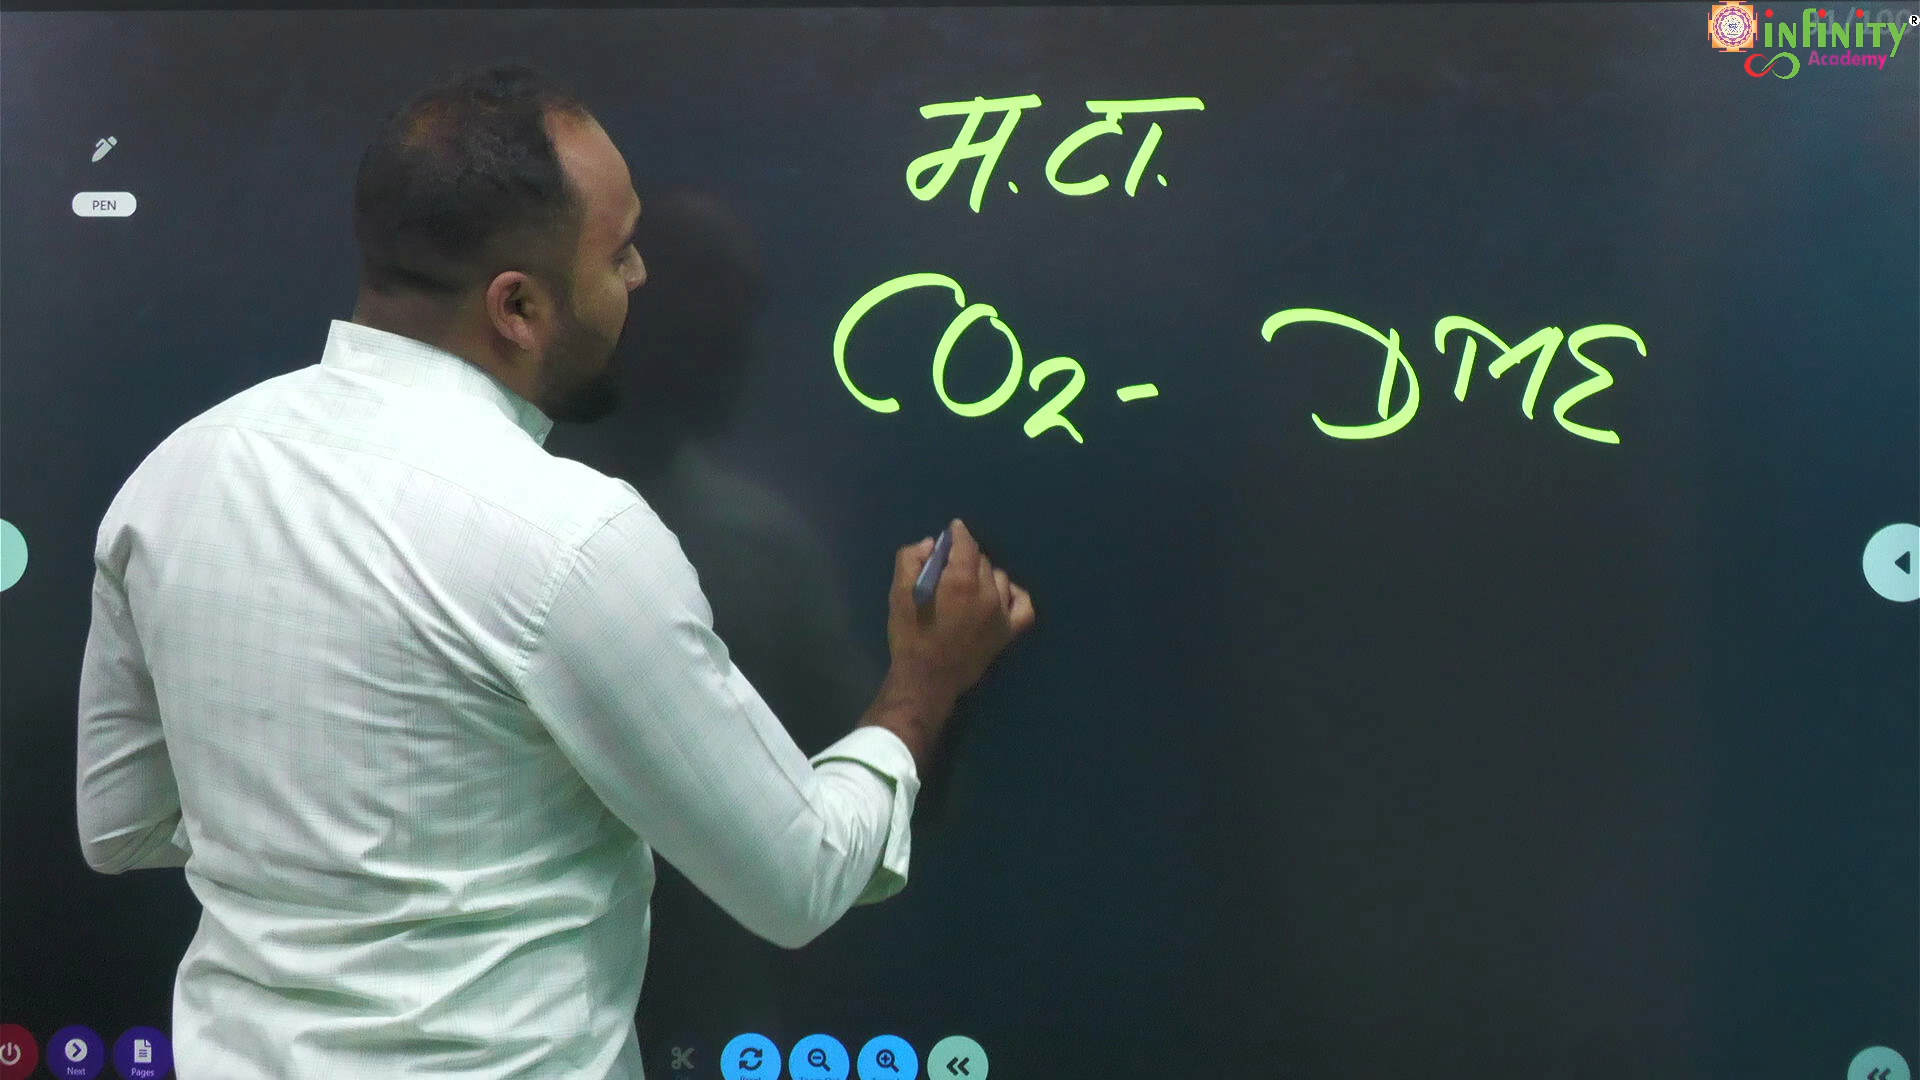 infinity ®
Academy
PEN
म.टा.
CO2 - DME
Next
Pages